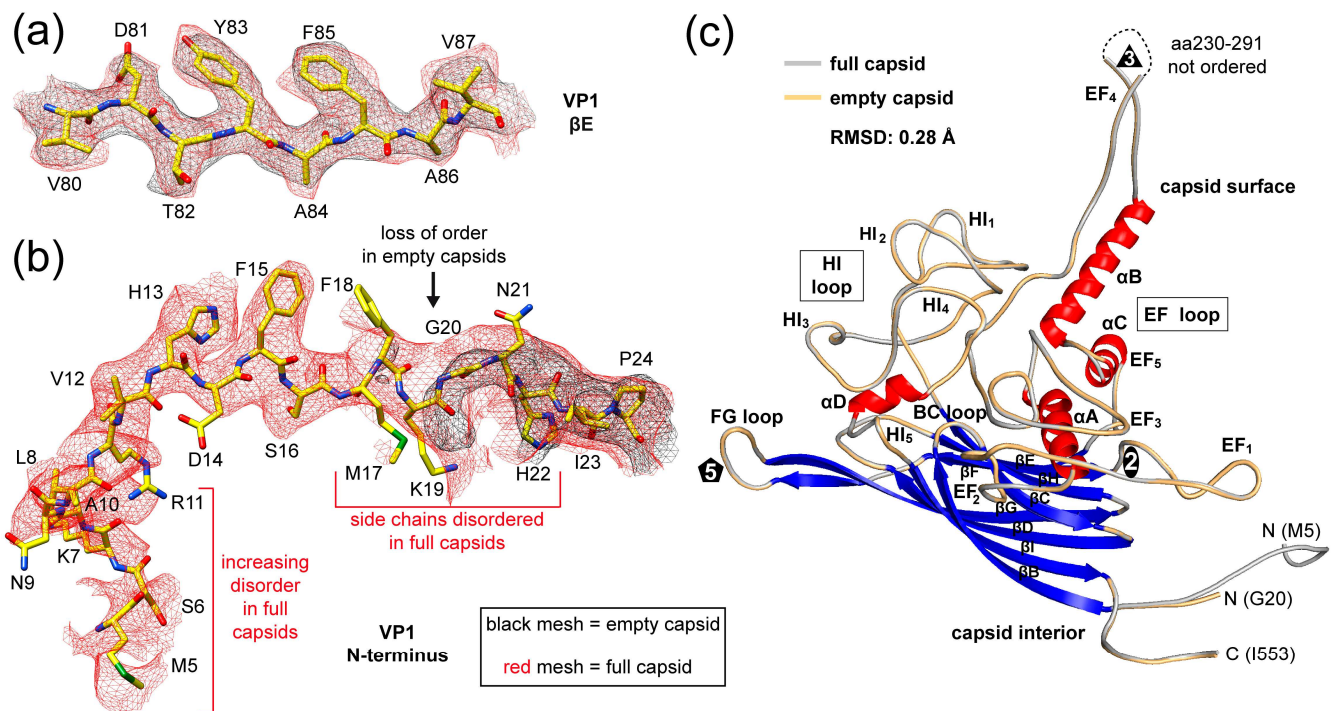 (a)
D81
Y83
F85
V87
VP1
βE
V80
T82
A84
A86
(b)
loss of order
in empty capsids
H13
F15
F18
G20
N21
P24
V12
L8
A10
R11
D14
S16
M17
K19
H22
I23
N9
K7
S6
M5
side chains disordered
in full capsids
increasing
disorder
in full
capsids
VP1
N-terminus
black mesh = empty capsid
red mesh = full capsid
(c)
full capsid
empty capsid
RMSD: 0.28 Å
3
aa230-291
not ordered
EF4
capsid surface
HI1
HI2
HI
loop
HI3
HI4
αB
αC
EF loop
EF5
αD
BC loop
αA
EF3
FG loop
HI5
5
2
EF1
βE
βF
βH
EF2
βC
βG
βD
βI
βB
N (M5)
N (G20)
capsid interior
C (I553)